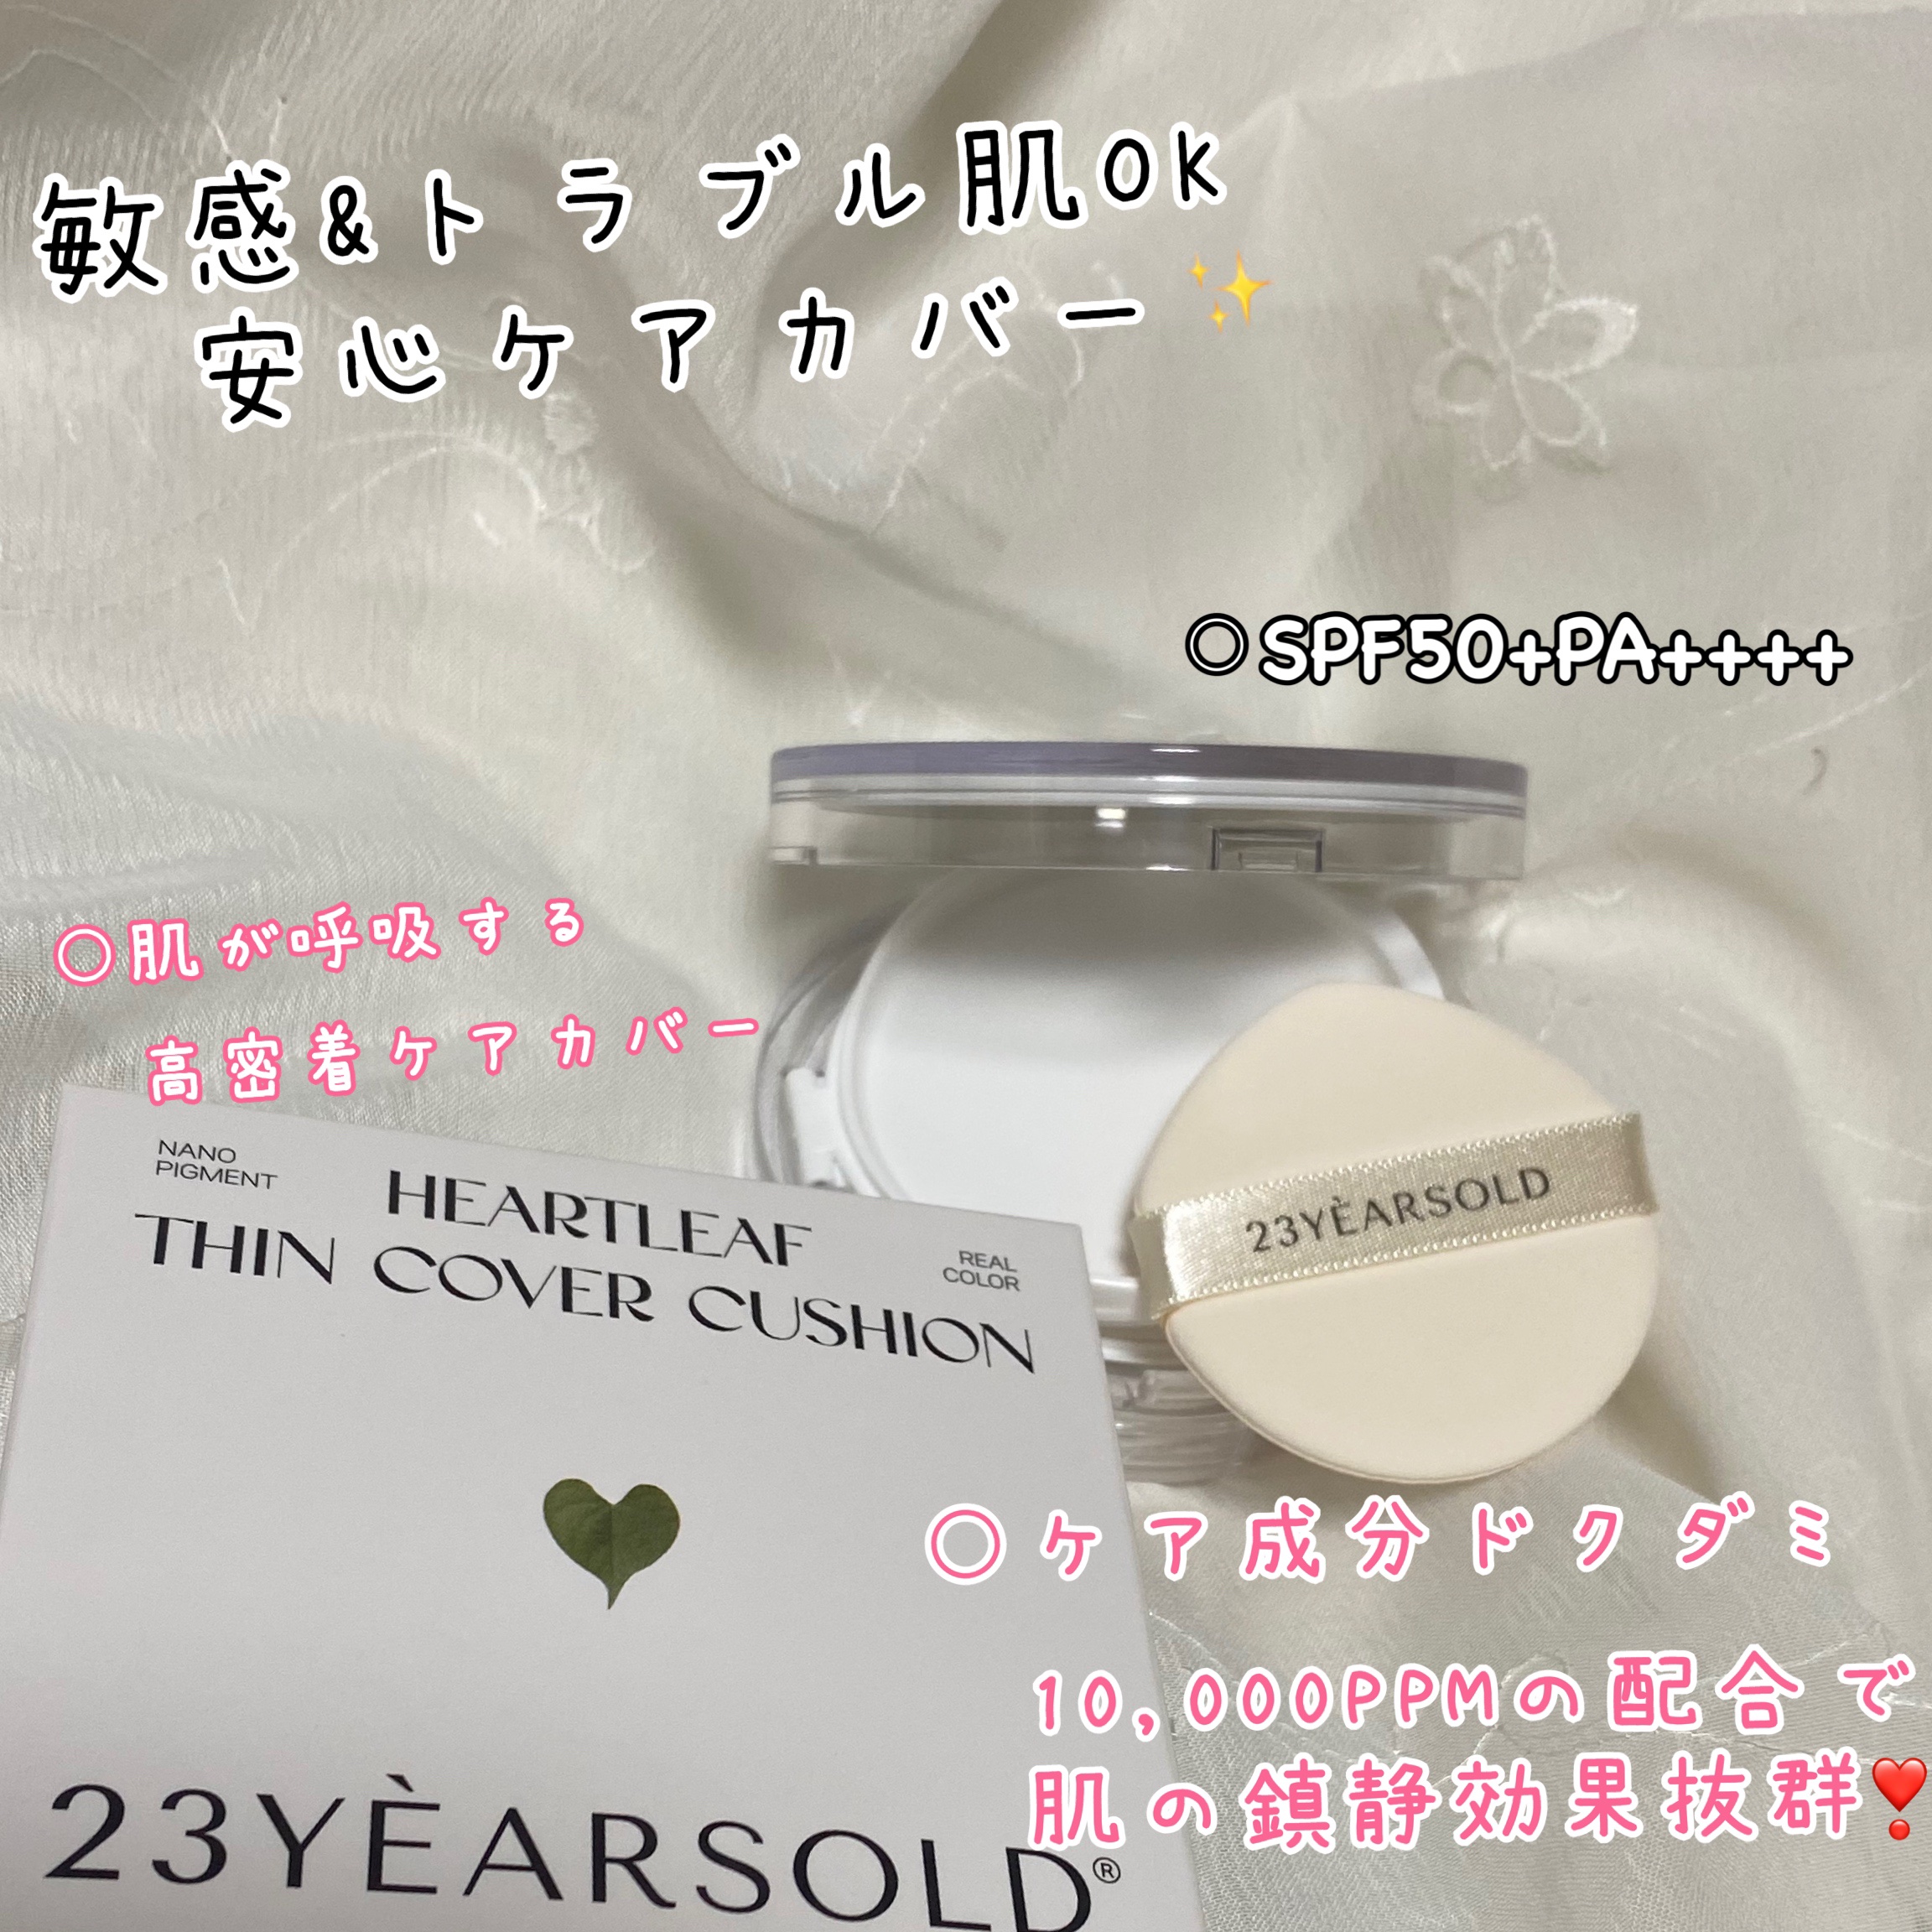 敏感&トラブル肌OK
安心ケアカバー✨
◎SPF50+PA++++
◎肌が呼吸する
高密着ケアカバー
NANO
PIGMENT
HEARTLEAF
THIN COVER CUSHION
REAL
COLOR
23YÈARSOLD
◎ケア成分ドクダミ
10,000PPMの配合で
肌の鎮静効果抜群❣️
23YÈARSOLD®